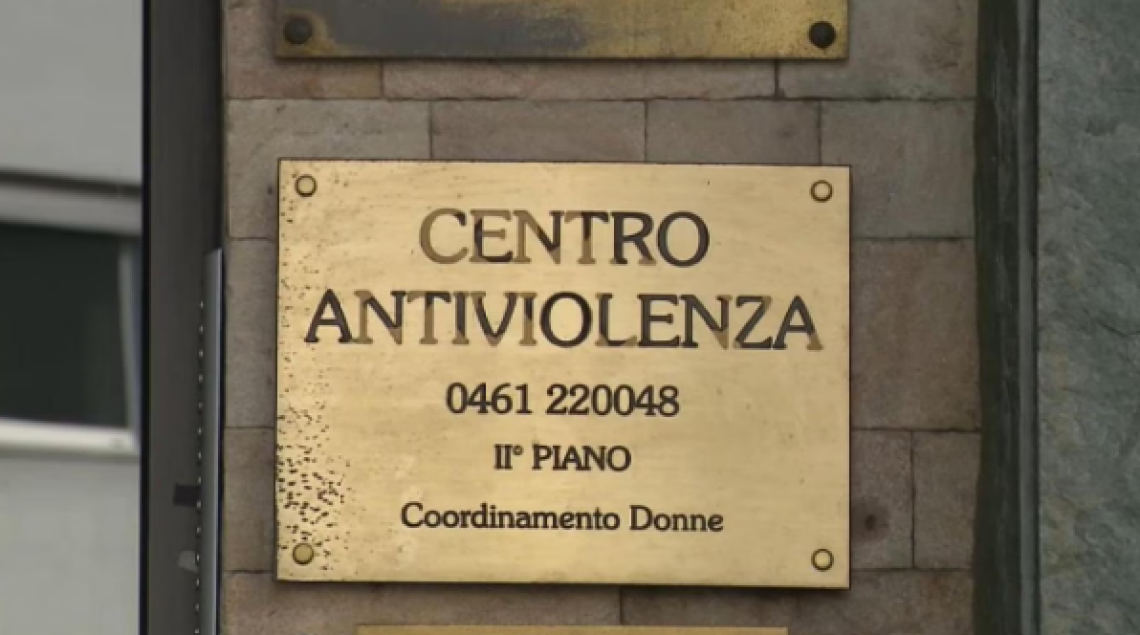 CENTRO
ANTIVIOLENZA
0461 220048
II° PIANO
Coordinamento Donne